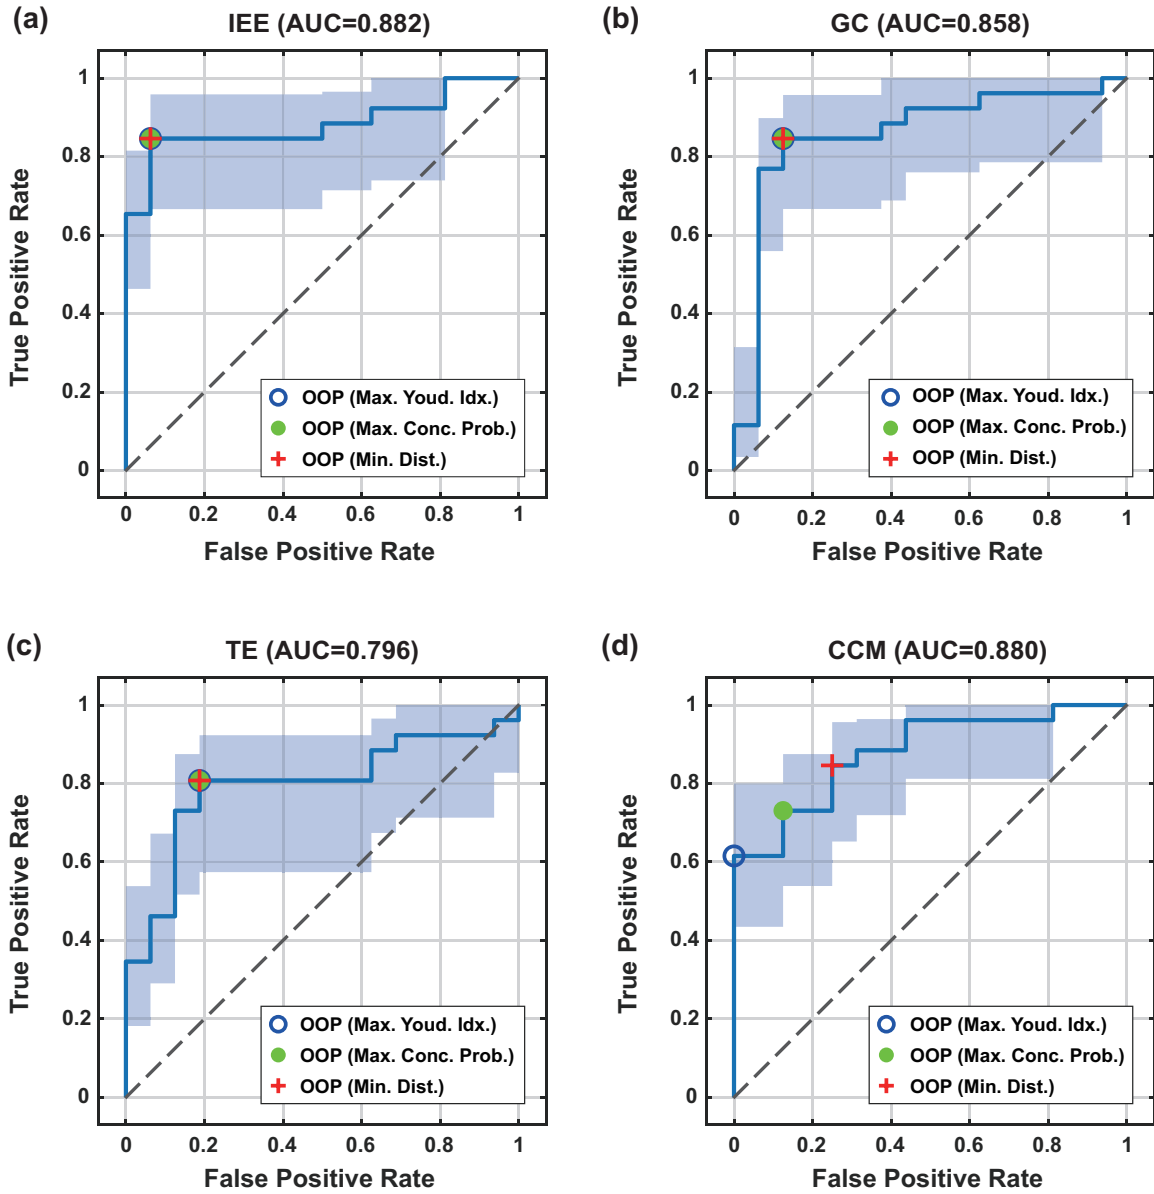 (a)
IEE (AUC=0.882)
True Positive Rate
1
0.8
0.6
0.4
0.2
0
OOP (Max. Youd. Idx.)
OOP (Max. Conc. Prob.)
OOP (Min. Dist.)
0 0.2 0.4 0.6 0.8 1
False Positive Rate
(b)
GC (AUC=0.858)
True Positive Rate
1
0.8
0.6
0.4
0.2
0
OOP (Max. Youd. Idx.)
OOP (Max. Conc. Prob.)
OOP (Min. Dist.)
0 0.2 0.4 0.6 0.8 1
False Positive Rate
(c)
TE (AUC=0.796)
True Positive Rate
1
0.8
0.6
0.4
0.2
0
OOP (Max. Youd. Idx.)
OOP (Max. Conc. Prob.)
OOP (Min. Dist.)
0 0.2 0.4 0.6 0.8 1
False Positive Rate
(d)
CCM (AUC=0.880)
True Positive Rate
1
0.8
0.6
0.4
0.2
0
OOP (Max. Youd. Idx.)
OOP (Max. Conc. Prob.)
OOP (Min. Dist.)
0 0.2 0.4 0.6 0.8 1
False Positive Rate